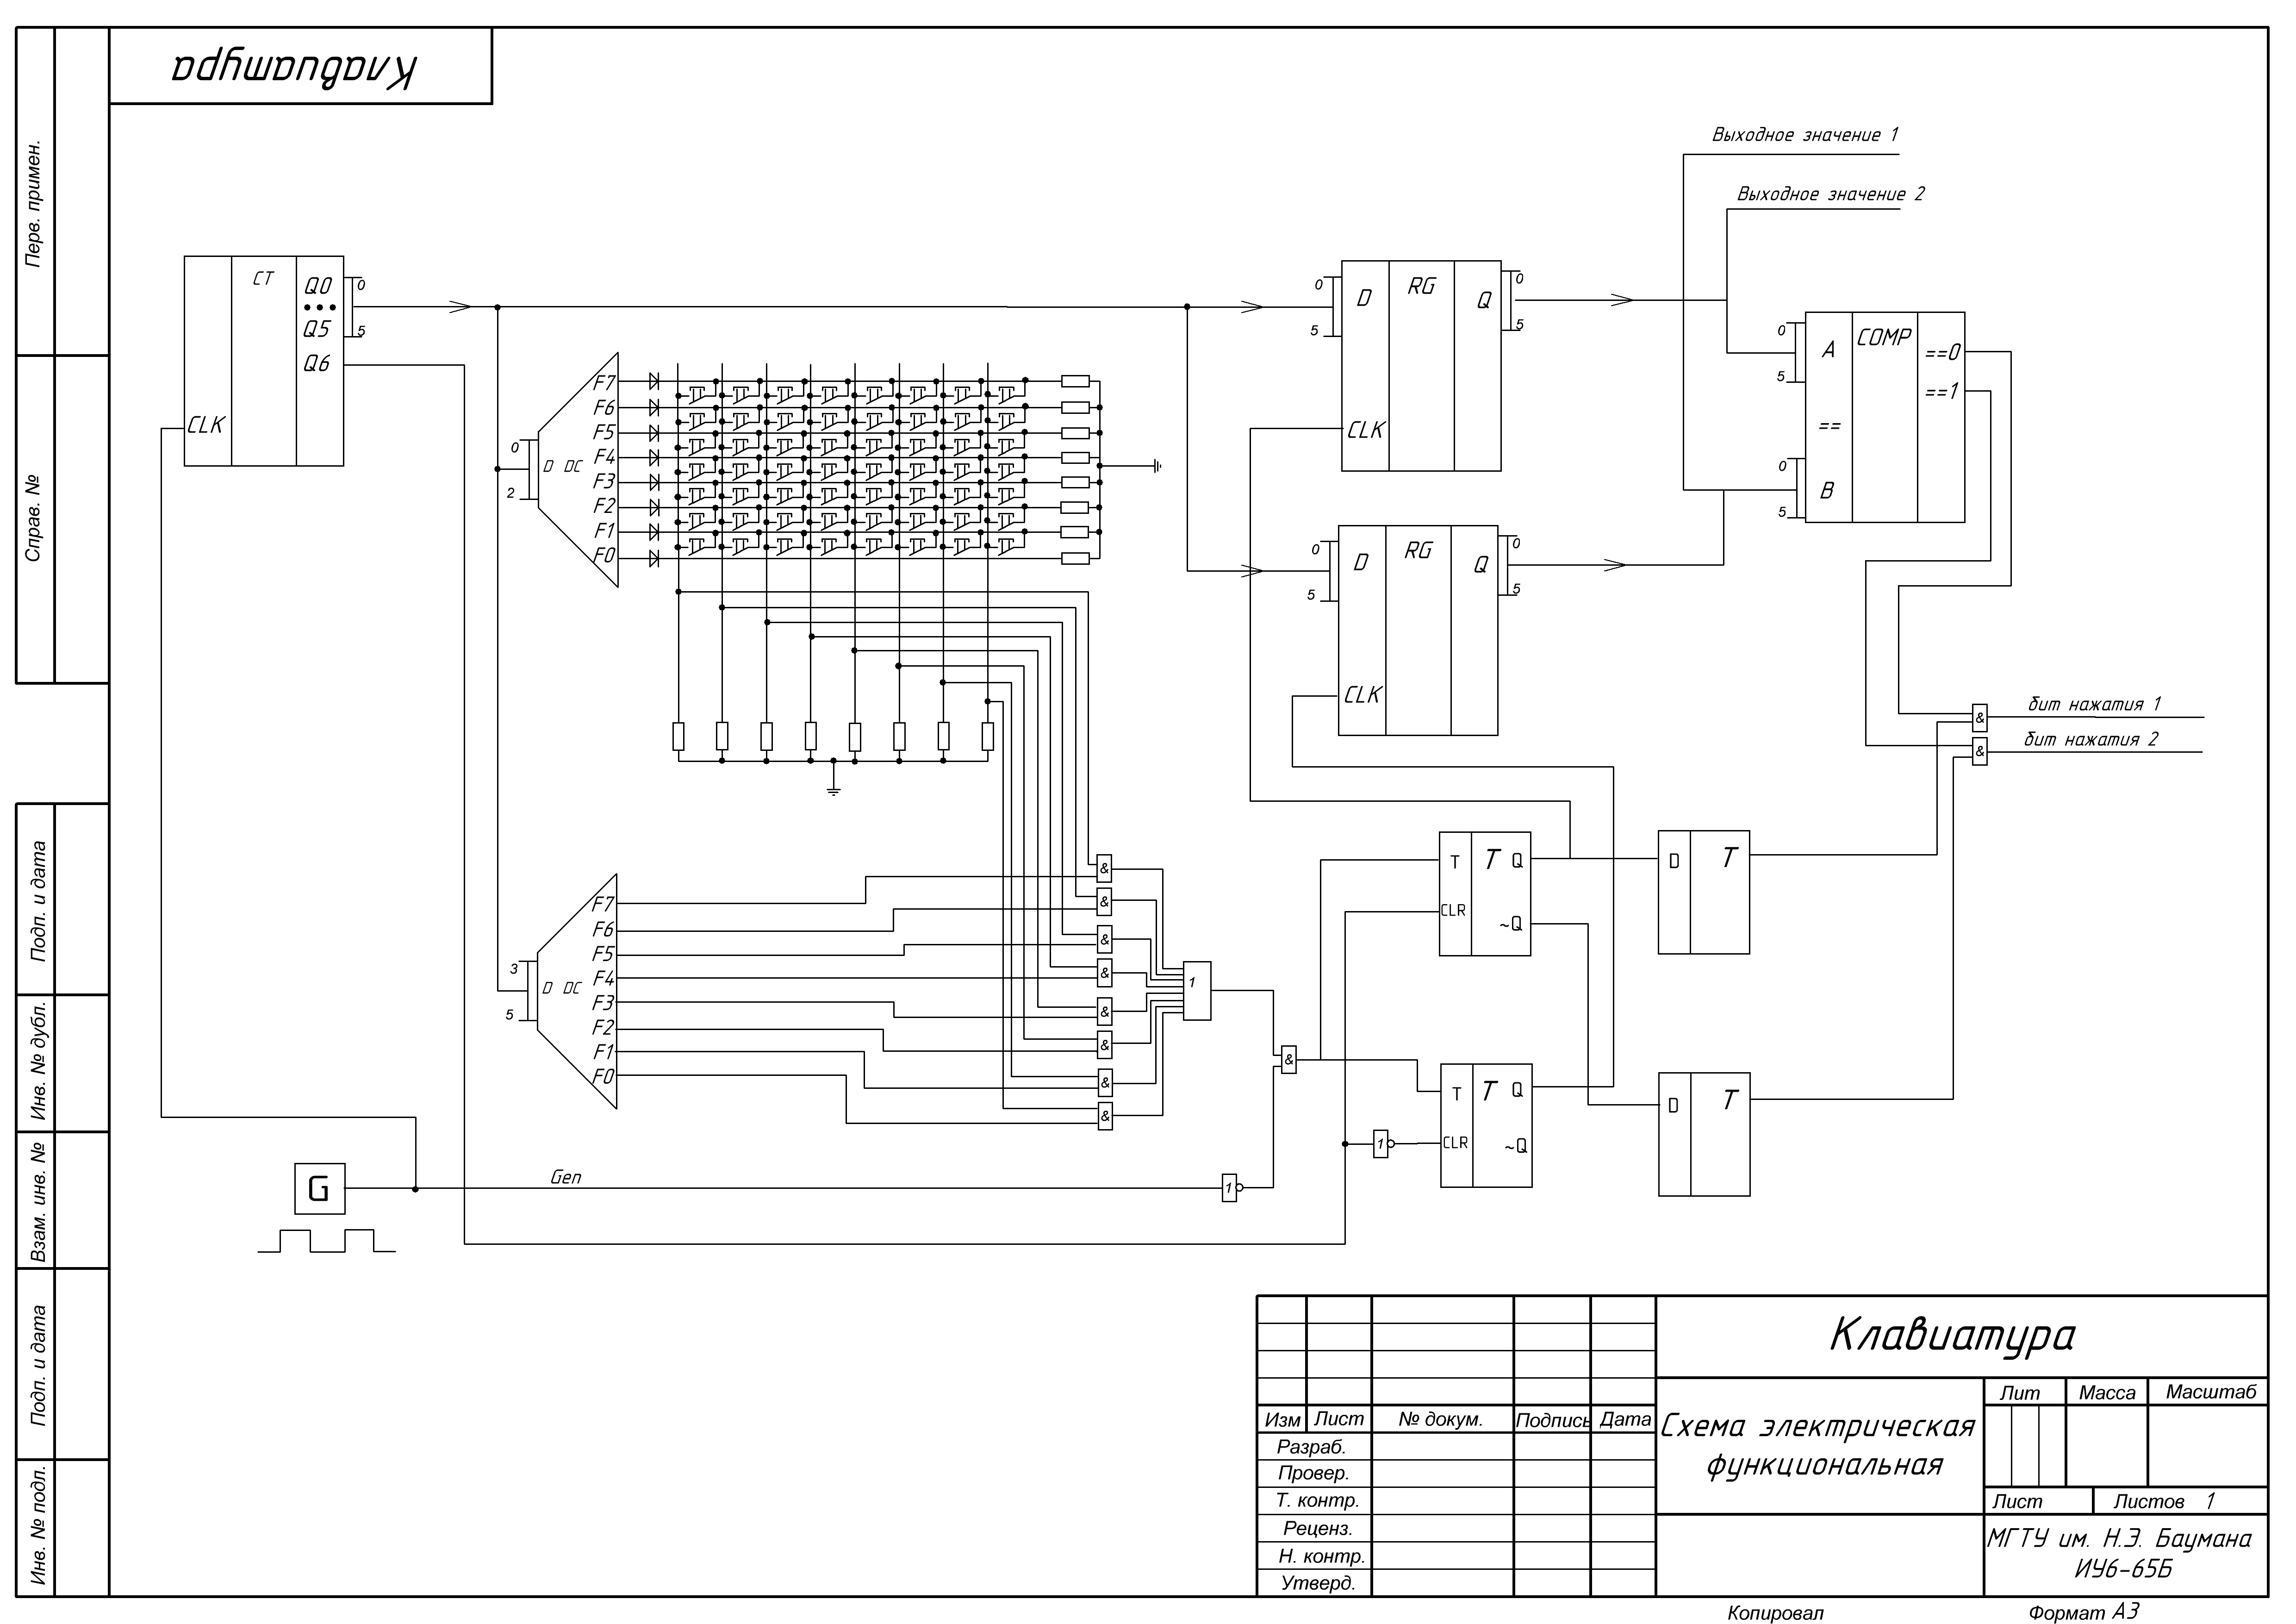 Клавиатура
Перв. примен.
Справ. №
Подп. и дата
Инв. № дубл.
Взам. инв. №
Подп. и дата
Инв. № подл.
CT
Q0
Q5
Q6
CLK
0
5
0
2
D DC
F7
F6
F5
F4
F3
F2
F1
F0
3
5
D DC
F7
F6
F5
F4
F3
F2
F1
F0
G
Gen
1
&
&
&
&
&
&
&
&
1
&
0
5
D
RG
Q
CLK
0
5
0
5
D
RG
Q
CLK
0
5
Выходное значение 1
Выходное значение 2
0
5
A
COMP
==0
==1
==
0
5
B
&
бит нажатия 1
&
бит нажатия 2
T
T
Q
CLR
~Q
D
T
T
T
Q
1
CLR
~Q
D
T
Клавиатура
Схема электрическая
функциональная
Лит
Масса
Масштаб
Изм
Лист
№ докум.
Подпись
Дата
Разраб.
Провер.
Т. контр.
Реценз.
Н. контр.
Утверд.
Лист
Листов 1
МГТУ им. Н.Э. Баумана
ИУ6-65Б
Копировал
Формат А3